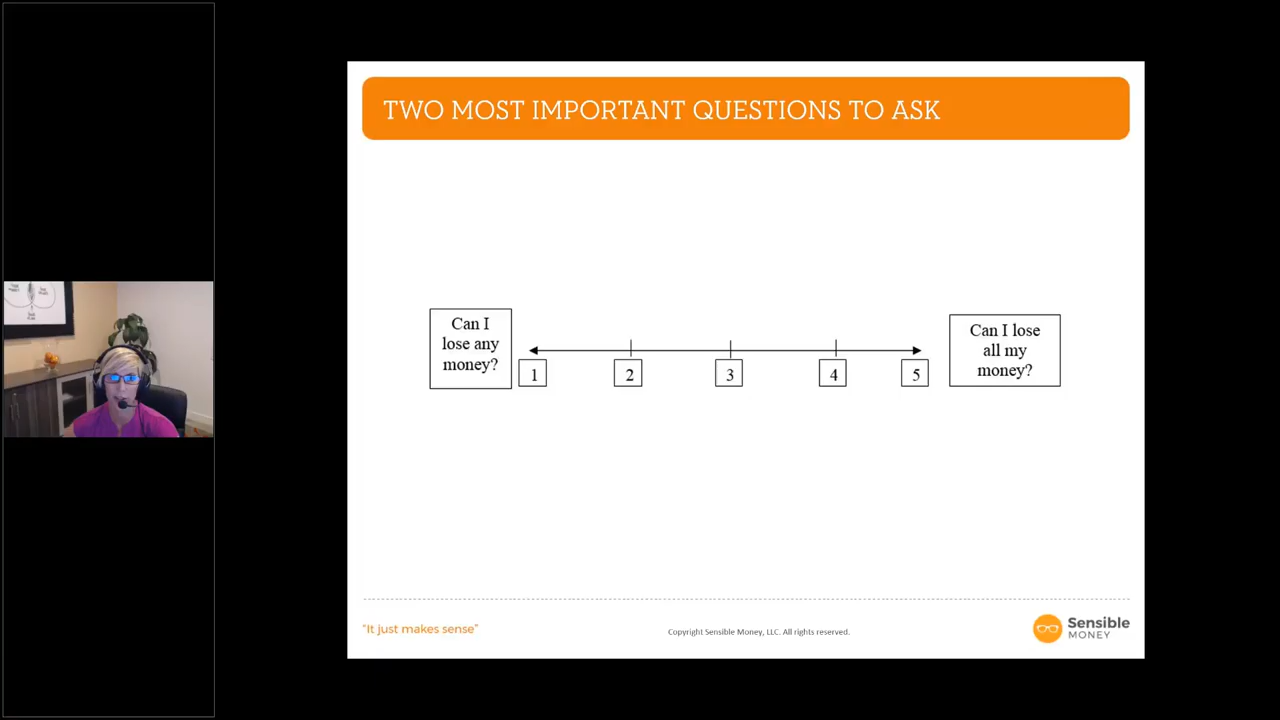 TWO MOST IMPORTANT QUESTIONS TO ASK
Can I
lose any
money?
1
2
3
4
5
Can I lose
all my
money?
"It just makes sense"
Copyright Sensible Money, LLC. All rights reserved.
Sensible
MONEY